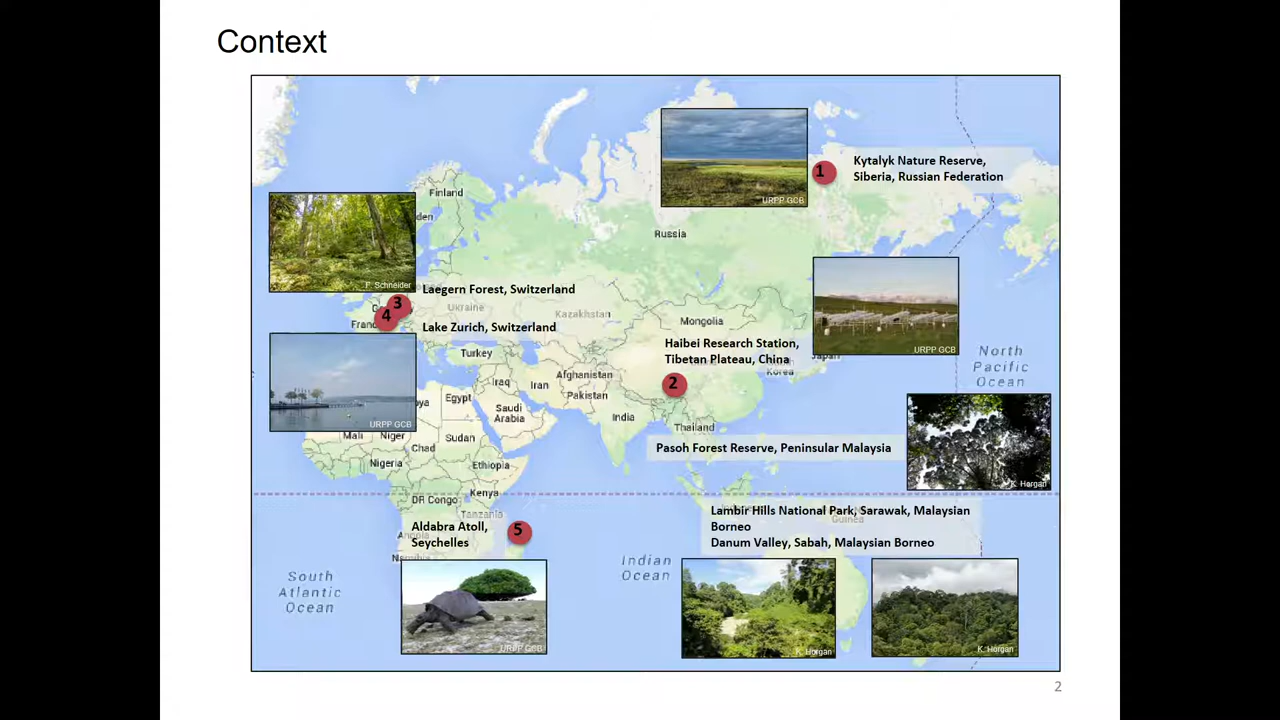 Context
Kytalyk Nature Reserve,
Siberia, Russian Federation
1
URPP GCB
Finland
Russia
F. Schneider
Laegern Forest, Switzerland
3
4
Ukraine
Kazakhstan
Mongolia
Lake Zurich, Switzerland
Haibei Research Station,
Tibetan Plateau, China
URPP GCB
Turkey
North
Pacific
Ocean
Korea
Afghanistan
Iraq
Iran
2
Pakistan
Egypt
Saudi
Arabia
India
URPP GCB
Thailand
Mali
Niger
Sudan
Chad
Pasoh Forest Reserve, Peninsular Malaysia
Nigeria
Ethiopia
K. Horgan
DR Congo
Kenya
Tanzania
Lambir Hills National Park, Sarawak, Malaysian
Borneo
Danum Valley, Sabah, Malaysian Borneo
Guinea
Aldabra Atoll,
Seychelles
5
Indian
Ocean
South
Atlantic
Ocean
URPP GCB
K. Horgan
K. Horgan
2